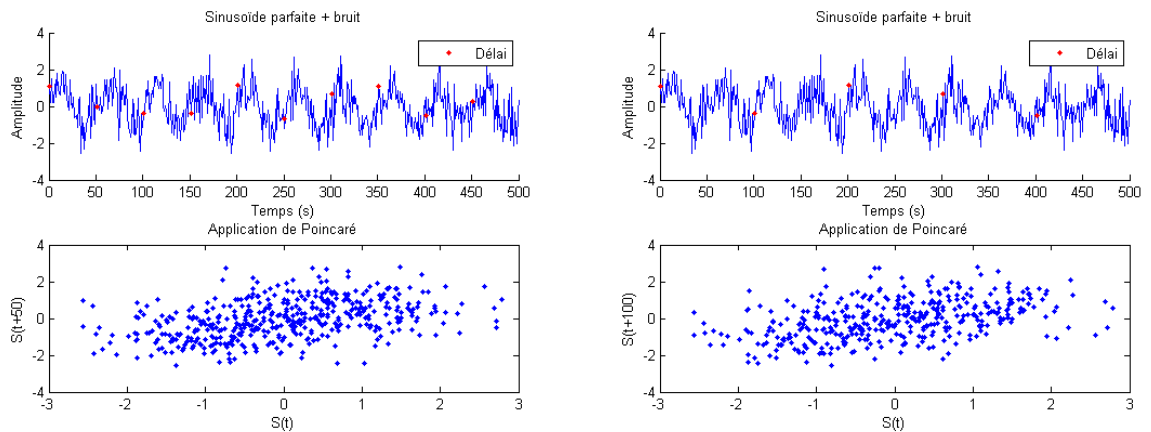 Sinusoïde parfaite + bruit
4
2
0
-2
-4
Amplitude
Délai
0 50 100 150 200 250 300 350 400 450 500
Temps (s)
Application de Poincaré
4
2
0
-2
-4
S(t+50)
-3 -2 -1 0 1 2 3
S(t)
Sinusoïde parfaite + bruit
4
2
0
-2
-4
Amplitude
Délai
0 50 100 150 200 250 300 350 400 450 500
Temps (s)
Application de Poincaré
4
2
0
-2
-4
S(t+100)
-3 -2 -1 0 1 2 3
S(t)